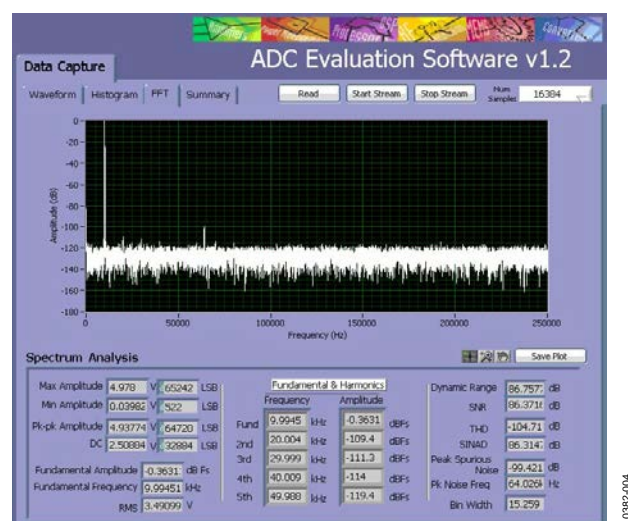 ADC Evaluation Software v1.2
Data Capture
Waveform Histogram FFT Summary Read Start Stream Stop Stream Num Samples 16384
Amplitude (dB)
0
-20
-40
-60
-80
-100
-120
-140
-160
-180
0 50000 100000 150000 200000 250000
Frequency (Hz)
Spectrum Analysis Save Plot
Max Amplitude 4.978 V 65242 LSB
Min Amplitude 0.03982 V 522 LSB
Pk-pk Amplitude 4.93774 V 64720 LSB
DC 2.50884 V 32884 LSB
Fundamental Amplitude -0.3631 dB Fs
Fundamental Frequency 9.99451 kHz
RMS 3.49099 V
Fundamental & Harmonics
Frequency Amplitude
Fund 9.9945 kHz -0.3631 dBFs
2nd 20.004 kHz -109.4 dBFs
3rd 29.999 kHz -111.3 dBFs
4th 40.009 kHz -114 dBFs
5th 49.988 kHz -119.4 dBFs
Dynamic Range 86.757 dB
SNR 86.371 dB
THD -104.71 dB
SINAD 86.314 dB
Peak Spurious Noise -99.421 dB
Pk Noise Freq 64.026 Hz
Bin Width 15.259
0382-004